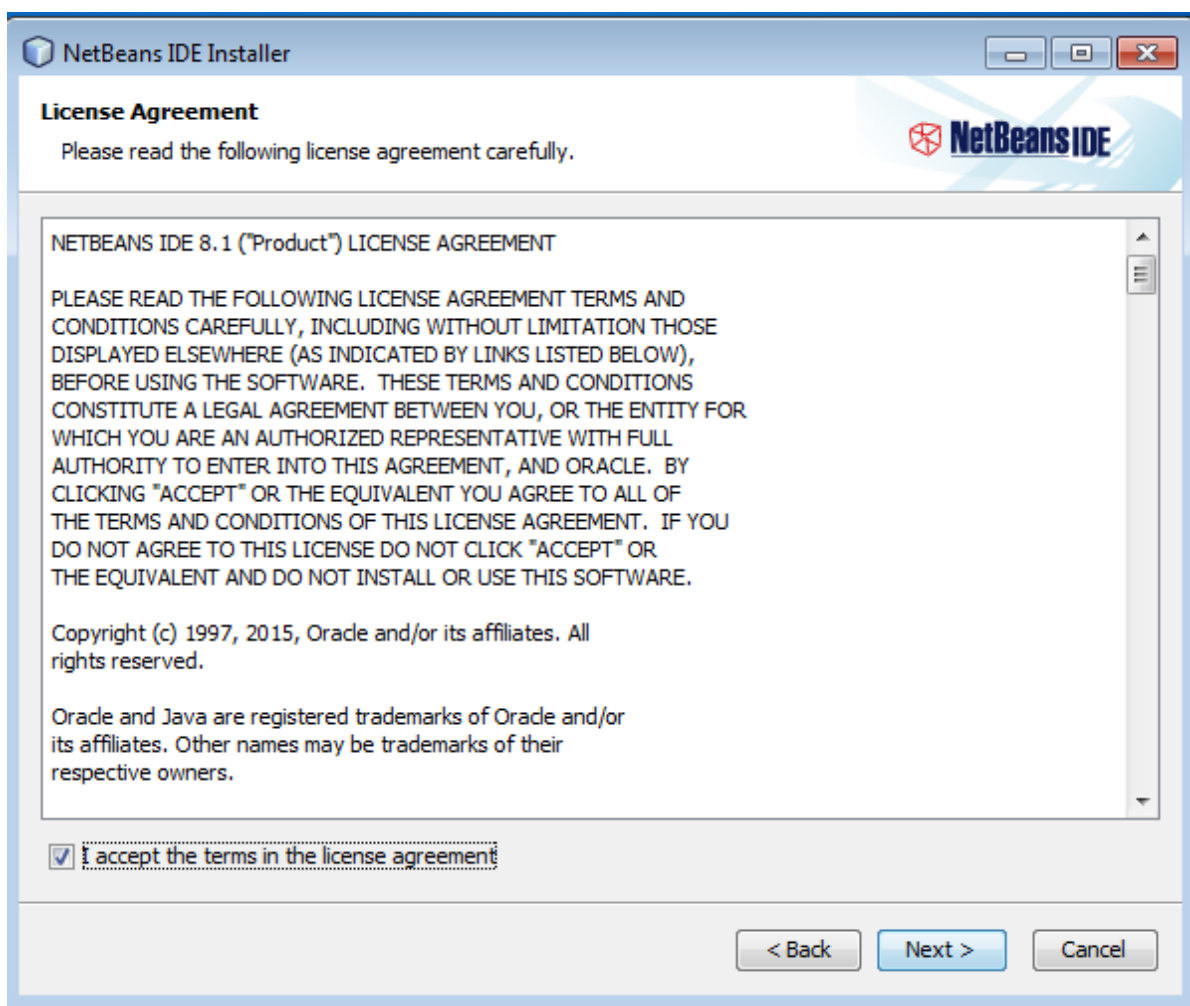 NetBeans IDE Installer
License Agreement
Please read the following license agreement carefully.
NetBeans IDE
NETBEANS IDE 8.1 ("Product") LICENSE AGREEMENT
PLEASE READ THE FOLLOWING LICENSE AGREEMENT TERMS AND
CONDITIONS CAREFULLY, INCLUDING WITHOUT LIMITATION THOSE
DISPLAYED ELSEWHERE (AS INDICATED BY LINKS LISTED BELOW),
BEFORE USING THE SOFTWARE.  THESE TERMS AND CONDITIONS
CONSTITUTE A LEGAL AGREEMENT BETWEEN YOU, OR THE ENTITY FOR
WHICH YOU ARE AN AUTHORIZED REPRESENTATIVE WITH FULL
AUTHORITY TO ENTER INTO THIS AGREEMENT, AND ORACLE.  BY
CLICKING "ACCEPT" OR THE EQUIVALENT YOU AGREE TO ALL OF
THE TERMS AND CONDITIONS OF THIS LICENSE AGREEMENT.  IF YOU
DO NOT AGREE TO THIS LICENSE DO NOT CLICK "ACCEPT" OR
THE EQUIVALENT AND DO NOT INSTALL OR USE THIS SOFTWARE.
Copyright (c) 1997, 2015, Oracle and/or its affiliates. All
rights reserved.
Oracle and Java are registered trademarks of Oracle and/or
its affiliates. Other names may be trademarks of their
respective owners.
I accept the terms in the license agreement
< Back
Next >
Cancel